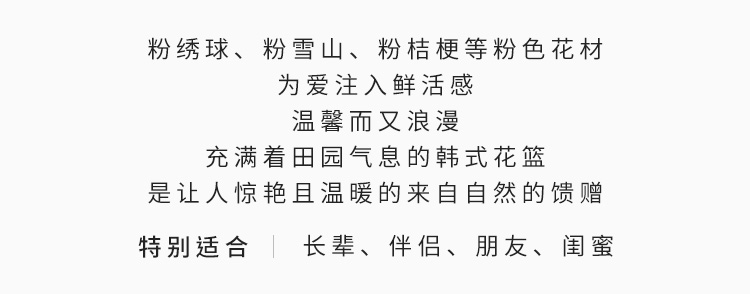 粉绣球、粉雪山、粉桔梗等粉色花材
为爱注入鲜活感
温馨而又浪漫
充满着田园气息的韩式花篮
是让人惊艳且温暖的来自自然的馈赠
特别适合｜长辈、伴侣、朋友、闺蜜